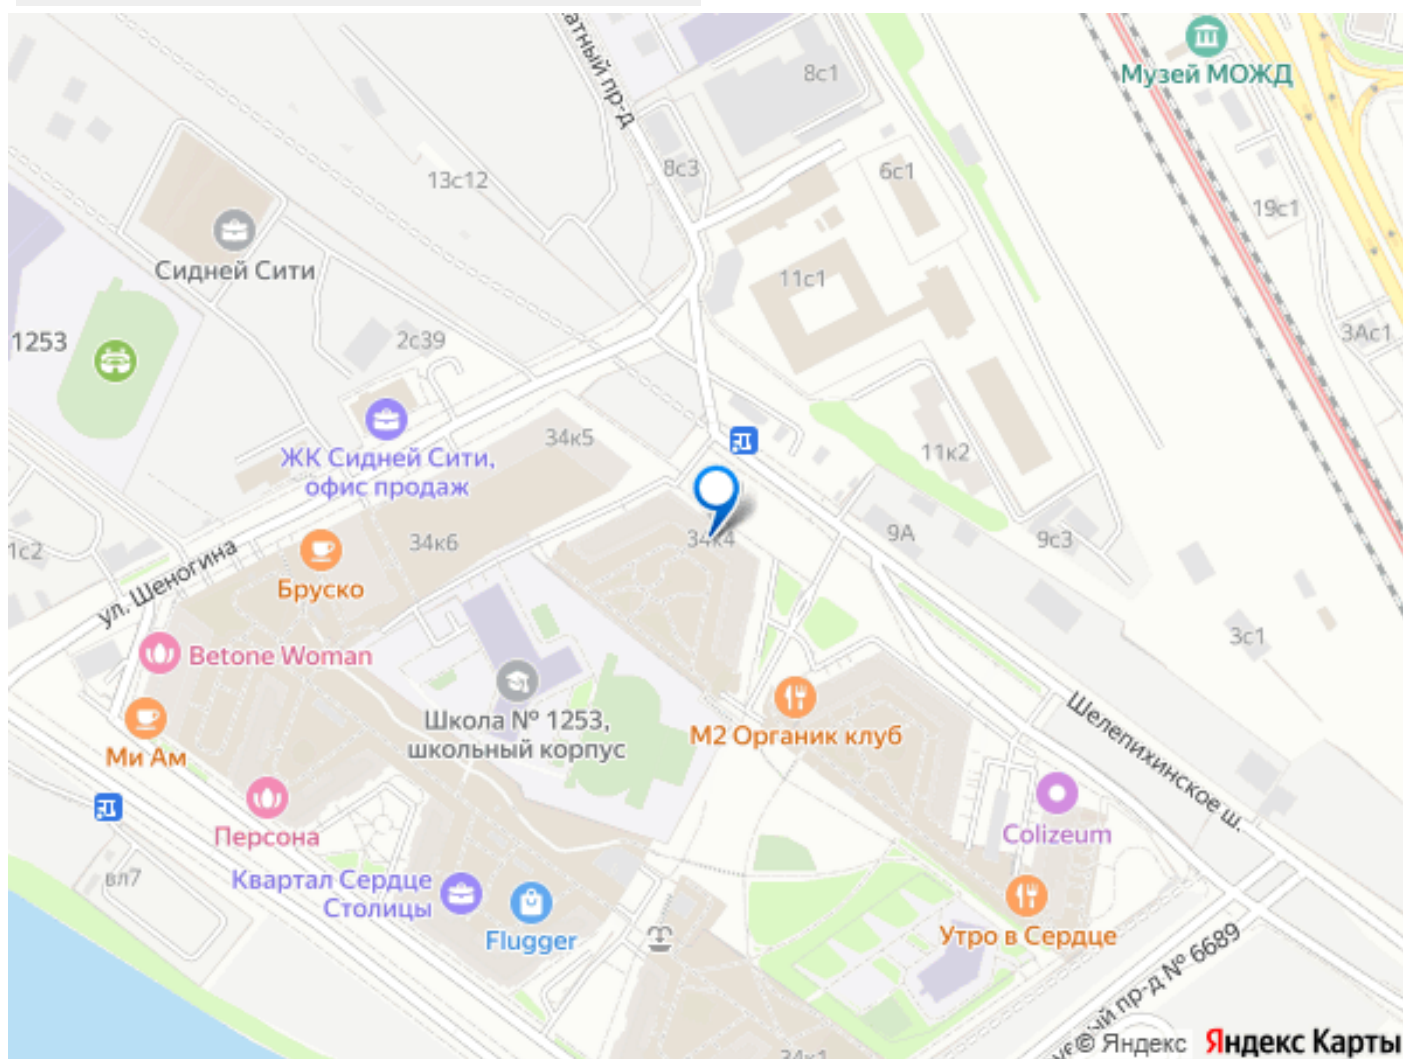 атный пр-д
8с1
Музей МОЖД
13с12
8с3
6с1
19с1
Сидней Сити
11с1
1253
2с39
3Ас1
ЖК Сидней Сити,
офис продаж
34к5
11к2
34к6
34к4
9А
9с3
1с2
ул. Шеногина
Бруско
3с1
Betone Woman
Школа № 1253,
школьный корпус
М2 Органик клуб
Шелепихинское ш.
Ми Ам
Персона
Colizeum
вл7
Квартал Сердце
Столицы
Flugger
Утро в Сердце
ый пр-д № 6689
34к1
© Яндекс Яндекс Карты